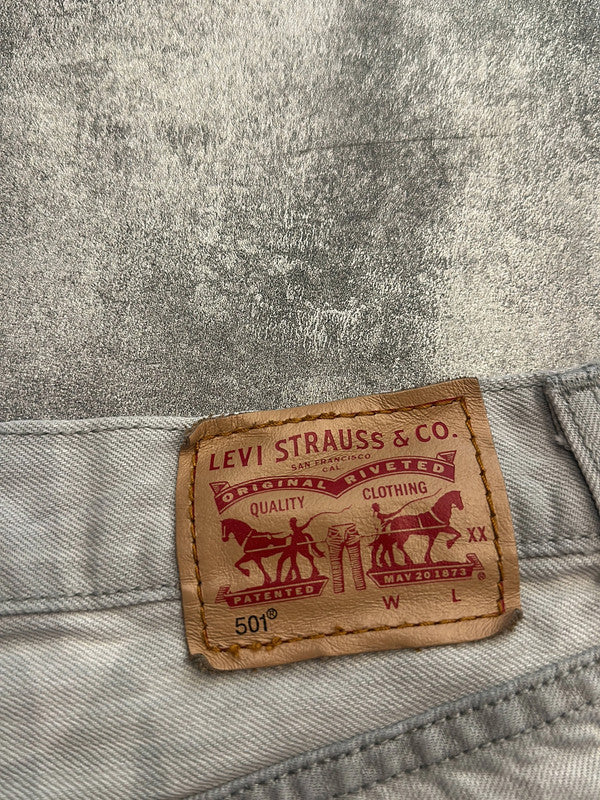 LEVI STRAUSS & CO.
SAN FRANCISCO
CAL
ORIGINAL RIVETED
QUALITY CLOTHING
XX
PATENTED MAY 20 1873 ®
W L
501®